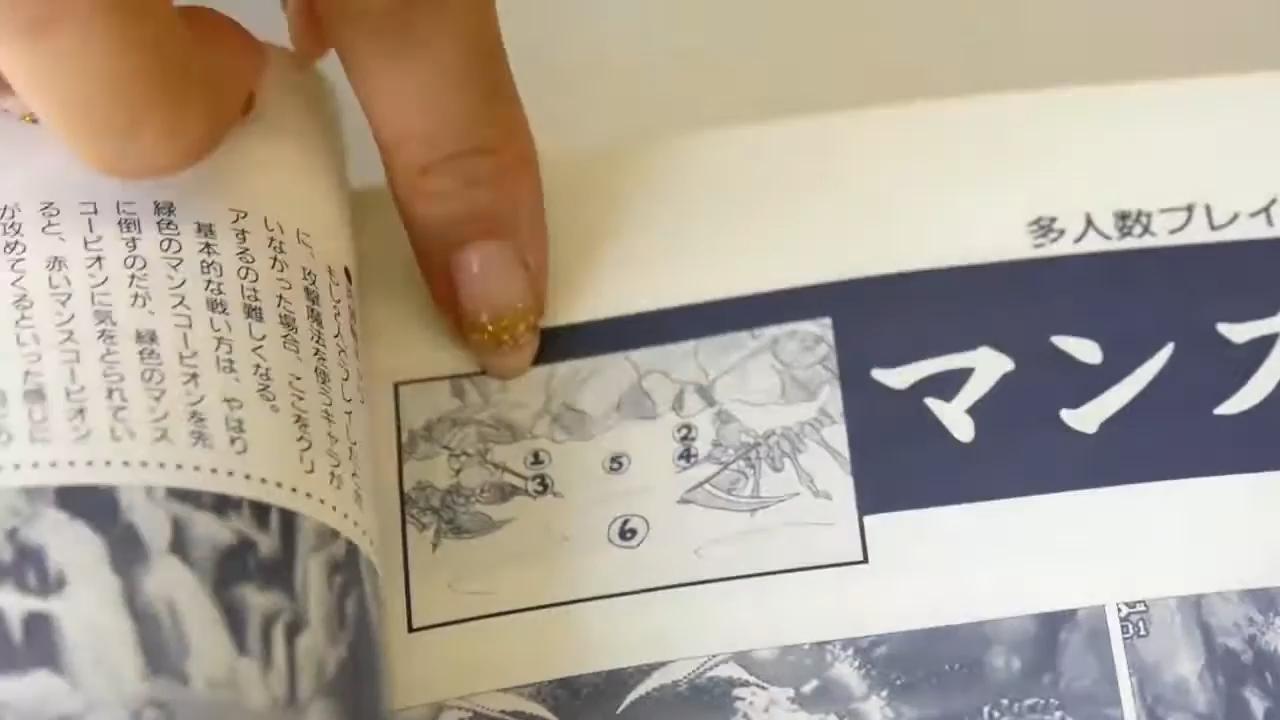 に、攻撃魔法を使うキャラが
いなかった場合、ここをクリ
アするのは難しくなる。
基本的な戦い方は、やはり
緑色のマンスコーピオンを先
に倒すのだが、緑色のマンス
コーピオンに気をとられてい
ると、赤いマンスコーピオン
が攻めてくるといった感じに
多人数プレイ
マン
① ② ③ ④ ⑤ ⑥
01